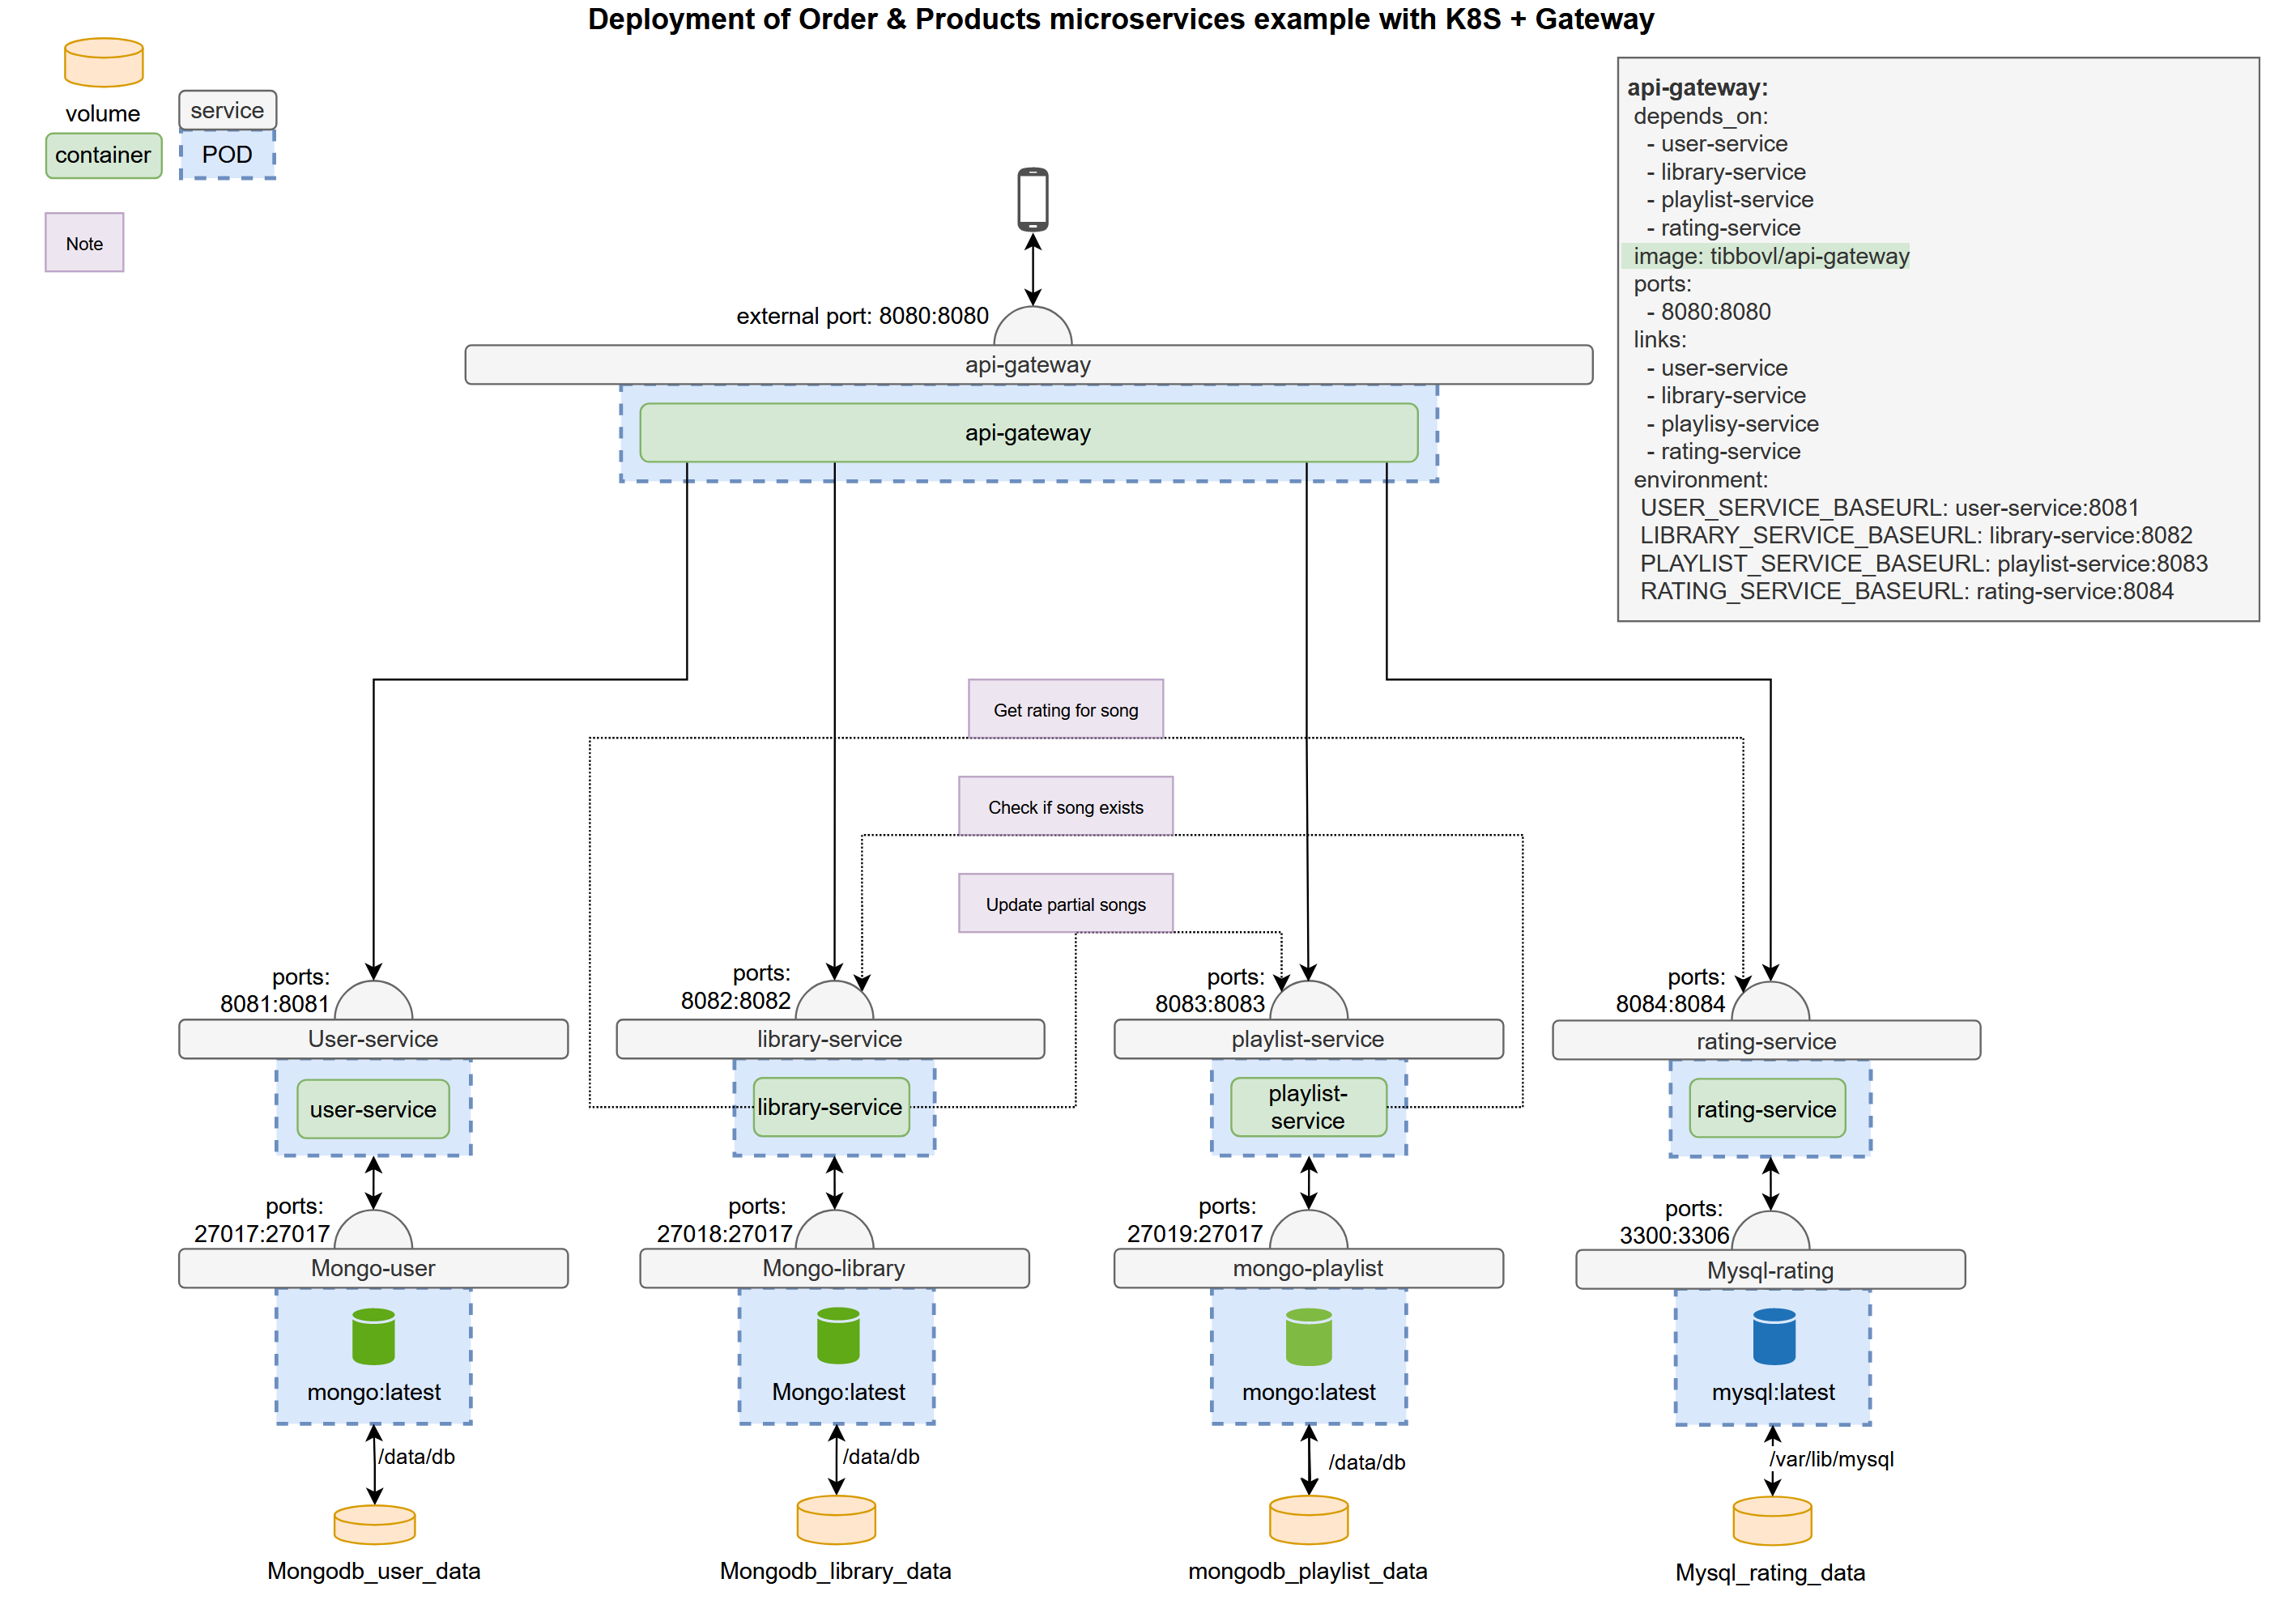 Deployment of Order & Products microservices example with K8S + Gateway
volume
service
container
POD
Note
api-gateway:
depends_on:
- user-service
- library-service
- playlist-service
- rating-service
image: tibbovl/api-gateway
ports:
- 8080:8080
links:
- user-service
- library-service
- playlisy-service
- rating-service
environment:
USER_SERVICE_BASEURL: user-service:8081
LIBRARY_SERVICE_BASEURL: library-service:8082
PLAYLIST_SERVICE_BASEURL: playlist-service:8083
RATING_SERVICE_BASEURL: rating-service:8084
external port: 8080:8080
api-gateway
api-gateway
Get rating for song
Check if song exists
Update partial songs
ports:
8081:8081
User-service
user-service
ports:
8082:8082
library-service
library-service
ports:
8083:8083
playlist-service
playlist-
service
ports:
8084:8084
rating-service
rating-service
ports:
27017:27017
Mongo-user
mongo:latest
/data/db
Mongodb_user_data
ports:
27018:27017
Mongo-library
Mongo:latest
/data/db
Mongodb_library_data
ports:
27019:27017
mongo-playlist
mongo:latest
/data/db
mongodb_playlist_data
ports:
3300:3306
Mysql-rating
mysql:latest
/var/lib/mysql
Mysql_rating_data